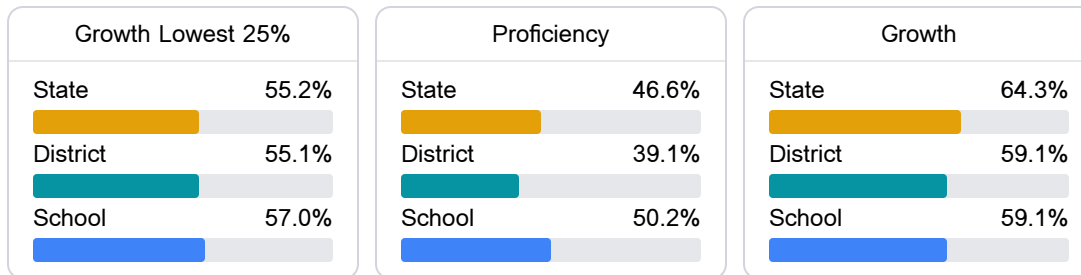 Growth Lowest 25%
State 55.2%
District 55.1%
School 57.0%
Proficiency
State 46.6%
District 39.1%
School 50.2%
Growth
State 64.3%
District 59.1%
School 59.1%